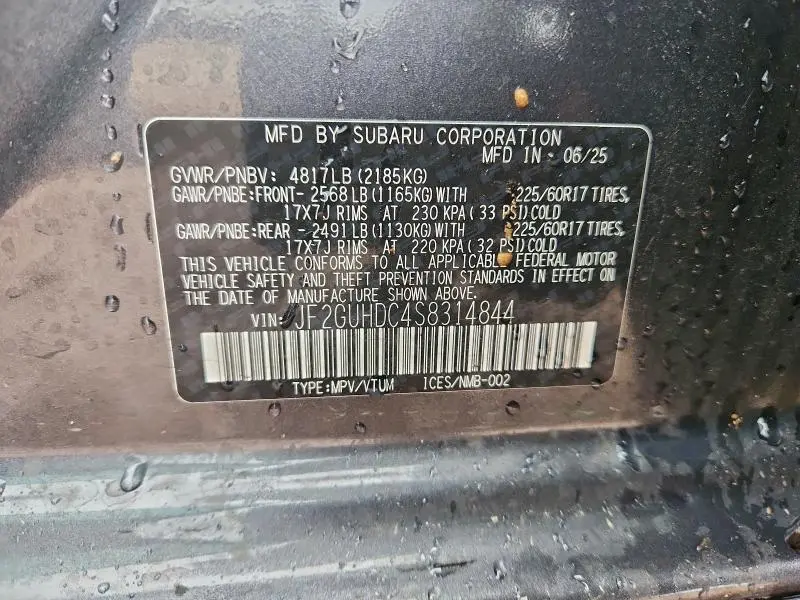 MFD BY SUBARU CORPORATION
MFD IN - 06/25
GVWR/PNBV: 4817LB (2185KG)
GAWR/PNBE:FRONT- 2568 LB (1165KG) WITH 225/60R17 TIRES,
17X7J RIMS AT 230 KPA (33 PSI) COLD
GAWR/PNBE:REAR - 2491 LB (1130KG) WITH 225/60R17 TIRES,
17X7J RIMS AT 220 KPA (32 PSI) COLD
THIS VEHICLE CONFORMS TO ALL APPLICABLE FEDERAL MOTOR
VEHICLE SAFETY AND THEFT PREVENTION STANDARDS IN EFFECT ON
THE DATE OF MANUFACTURE SHOWN ABOVE.
VIN: JF2GUHDC4S8314844
TYPE:MPV/VTUM ICES/NMB-002